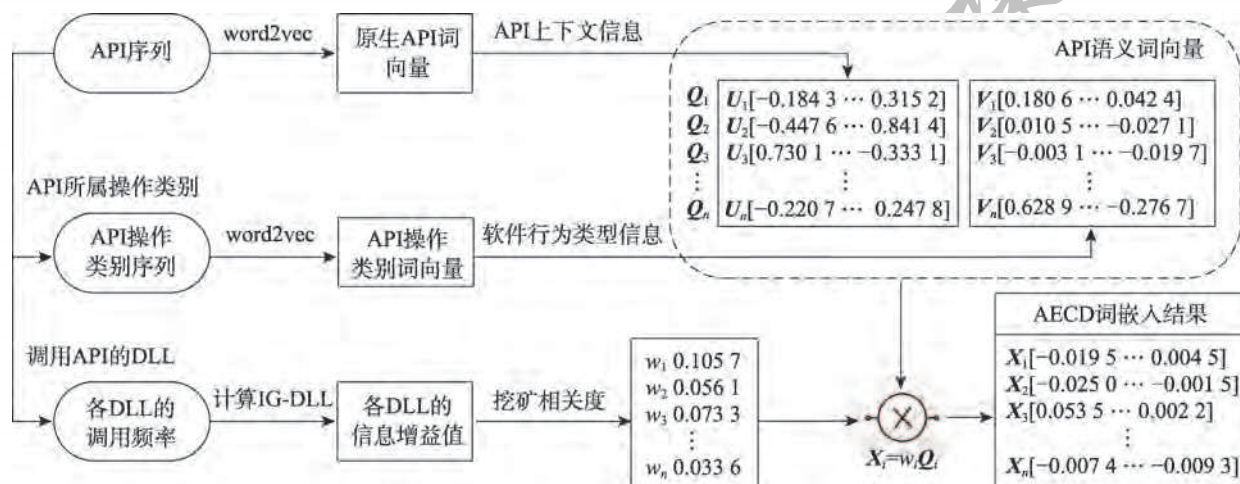 API序列
word2vec
原生API词
向量
API上下文信息
API语义词向量
Q₁ U₁[−0.184 3 ⋯ 0.315 2] V₁[0.180 6 ⋯ 0.042 4]
Q₂ U₂[−0.447 6 ⋯ 0.841 4] V₂[0.010 5 ⋯ −0.027 1]
Q₃ U₃[0.730 1 ⋯ −0.333 1] V₃[−0.003 1 ⋯ −0.019 7]
⋮ ⋮ ⋮
Qₙ Uₙ[−0.220 7 ⋯ 0.247 8] Vₙ[0.628 9 ⋯ −0.276 7]
API所属操作类别
API操作
类别序列
word2vec
API操作
类别词向量
软件行为类型信息
调用API的DLL
各DLL的
调用频率
计算IG-DLL
各DLL的
信息增益值
挖矿相关度
w₁ 0.105 7
w₂ 0.056 1
w₃ 0.073 3
⋮
wₙ 0.033 6
Xᵢ=wᵢQᵢ
AECD词嵌入结果
X₁[−0.019 5 ⋯ 0.004 5]
X₂[−0.025 0 ⋯ −0.001 5]
X₃[0.053 5 ⋯ 0.002 2]
⋮
Xₙ[−0.007 4 ⋯ −0.009 3]